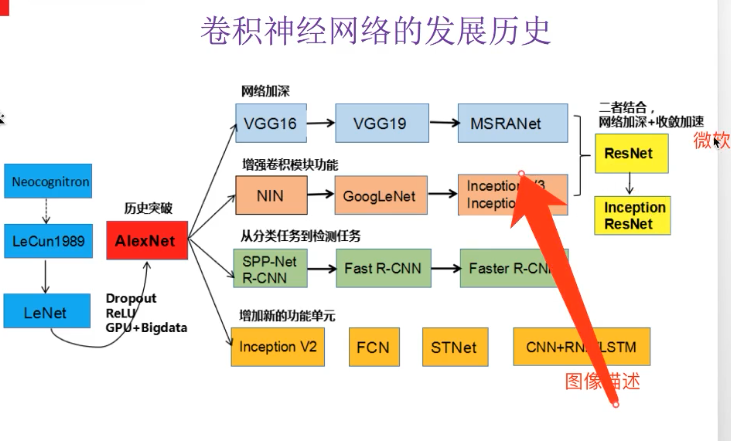 卷积神经网络的发展历史
网络加深
VGG16
VGG19
MSRANet
二者结合，
网络加深+收敛加速
微软
ResNet
Inception
ResNet
增强卷积模块功能
NIN
GoogLeNet
Inception V3
Inception
Neocognitron
LeCun1989
LeNet
历史突破
AlexNet
Dropout
ReLU
GPU+Bigdata
从分类任务到检测任务
SPP-Net
R-CNN
Fast R-CNN
Faster R-CNN
增加新的功能单元
Inception V2
FCN
STNet
CNN+RNN/LSTM
图像描述